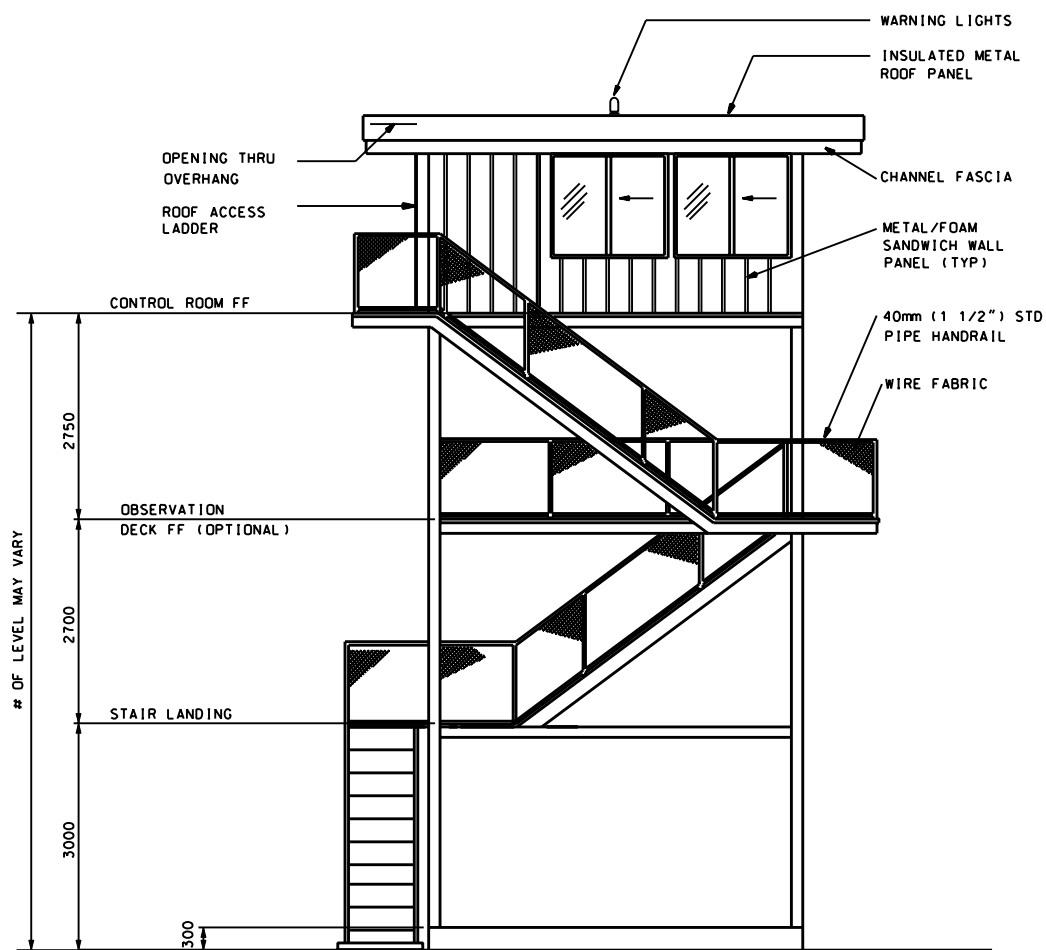 WARNING LIGHTS
INSULATED METAL
ROOF PANEL
OPENING THRU
OVERHANG
CHANNEL FASCIA
ROOF ACCESS
LADDER
METAL/FOAM
SANDWICH WALL
PANEL (TYP)
CONTROL ROOM FF
40mm (1 1/2") STD
PIPE HANDRAIL
WIRE FABRIC
2750
OBSERVATION
DECK FF (OPTIONAL)
# OF LEVEL MAY VARY
2700
STAIR LANDING
3000
300